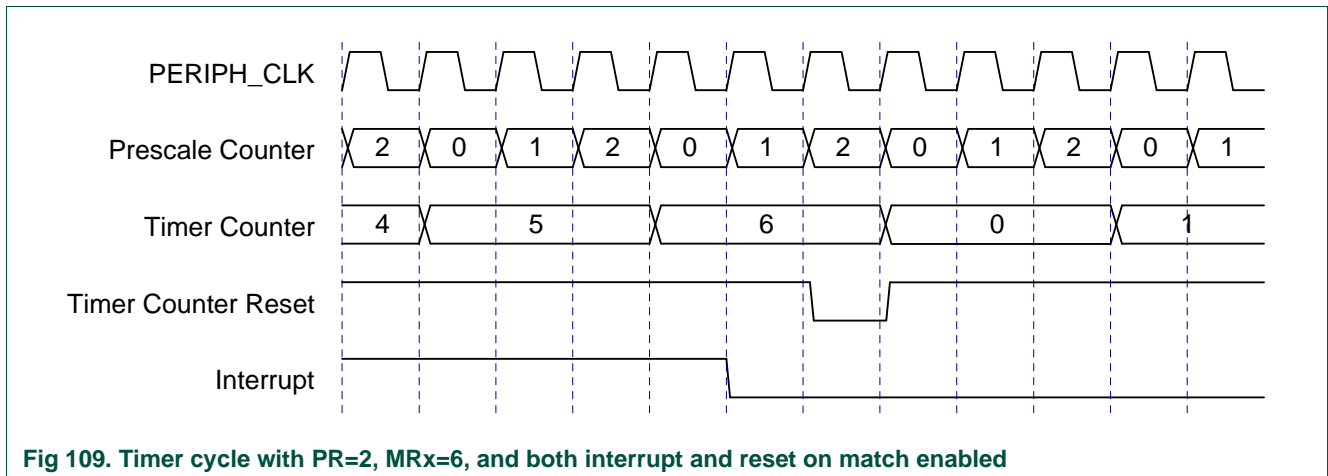 PERIPH_CLK
Prescale Counter 2 0 1 2 0 1 2 0 1 2 0 1
Timer Counter 4 5 6 0 1
Timer Counter Reset
Interrupt
Fig 109. Timer cycle with PR=2, MRx=6, and both interrupt and reset on match enabled